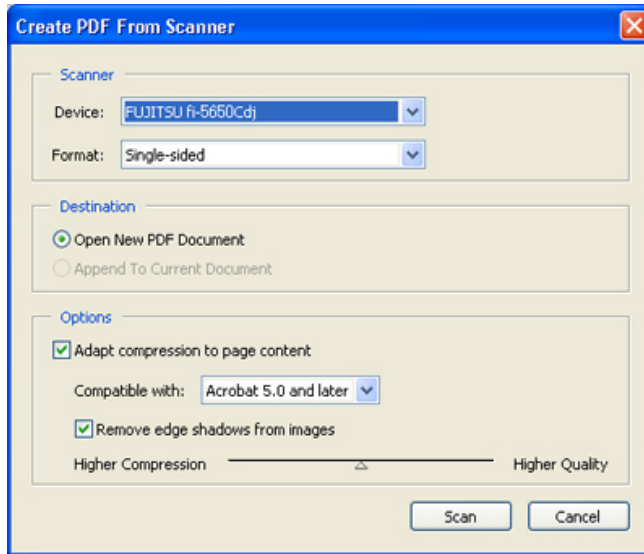 Create PDF From Scanner
Scanner
Device: FUJITSU fi-5650Cdj
Format: Single-sided
Destination
Open New PDF Document
Append To Current Document
Options
Adapt compression to page content
Compatible with: Acrobat 5.0 and later
Remove edge shadows from images
Higher Compression Higher Quality
Scan Cancel